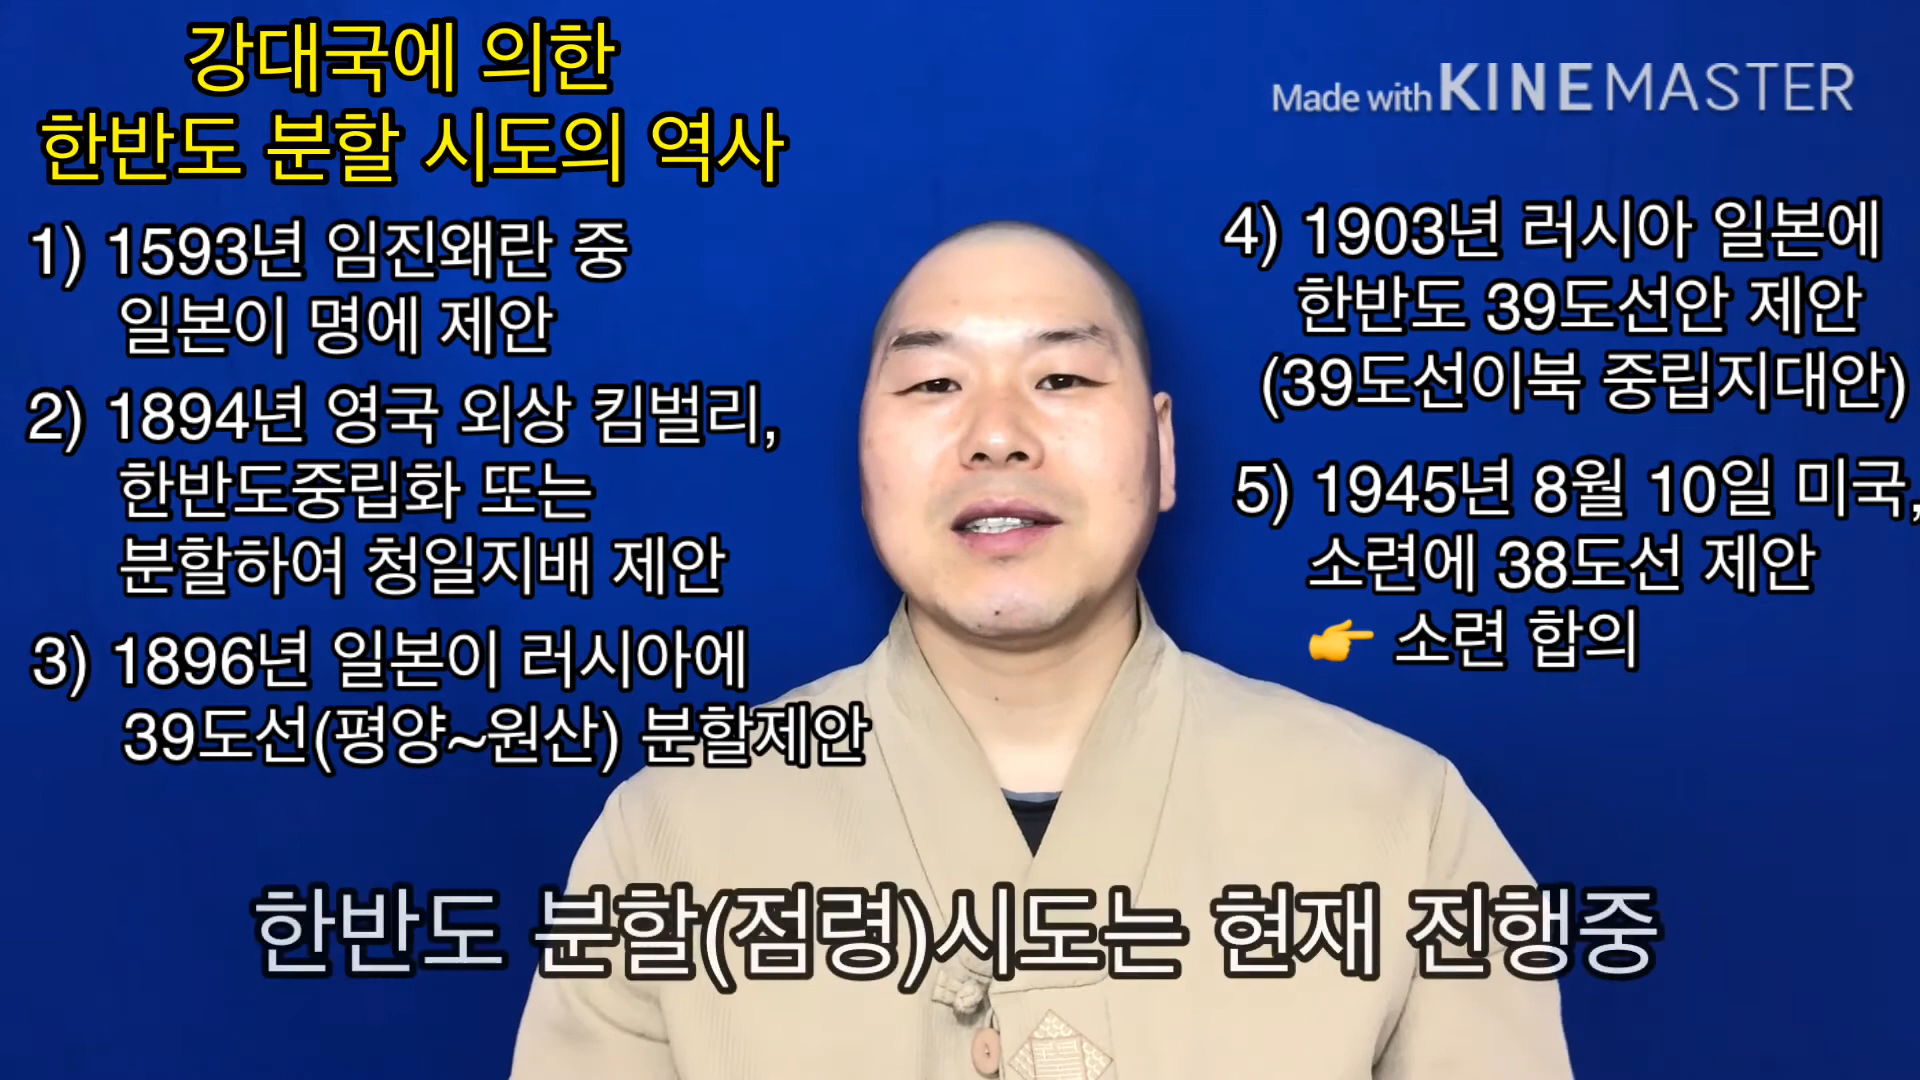 강대국에 의한
한반도 분할 시도의 역사
1) 1593년 임진왜란 중
일본이 명에 제안
2) 1894년 영국 외상 킴벌리,
한반도중립화 또는
분할하여 청일지배 제안
3) 1896년 일본이 러시아에
39도선(평양~원산) 분할제안
Made with KINEMASTER
4) 1903년 러시아 일본에
한반도 39도선안 제안
(39도선이북 중립지대안)
5) 1945년 8월 10일 미국,
소련에 38도선 제안
👉 소련 합의
한반도 분할(점령)시도는 현재 진행중